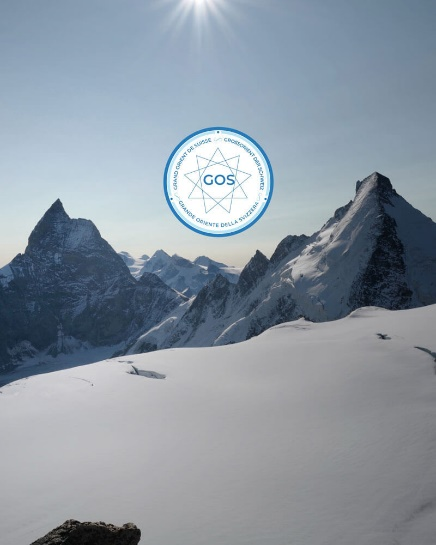 GRAND ORIENT DE SUISSE
GROSSORIENT DER SCHWEIZ
GOS
GRANDE ORIENTE DELLA SVIZZERA